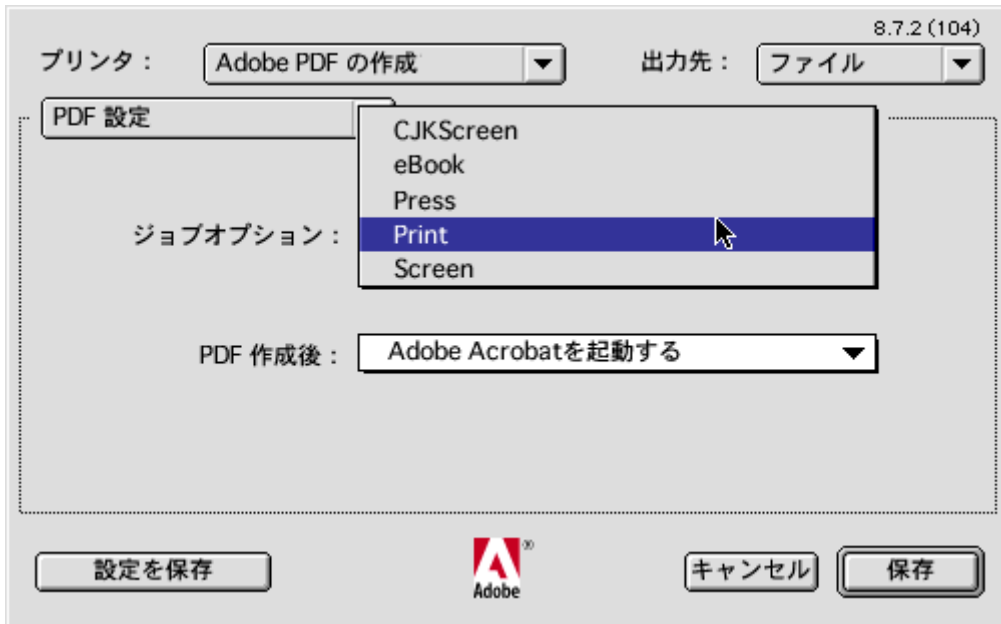 8.7.2 (104)
プリンタ： Adobe PDF の作成 出力先： ファイル
PDF 設定
CJKScreen
eBook
Press
ジョブオプション： Print
Screen
PDF 作成後： Adobe Acrobatを起動する
設定を保存 Adobe ® キャンセル 保存